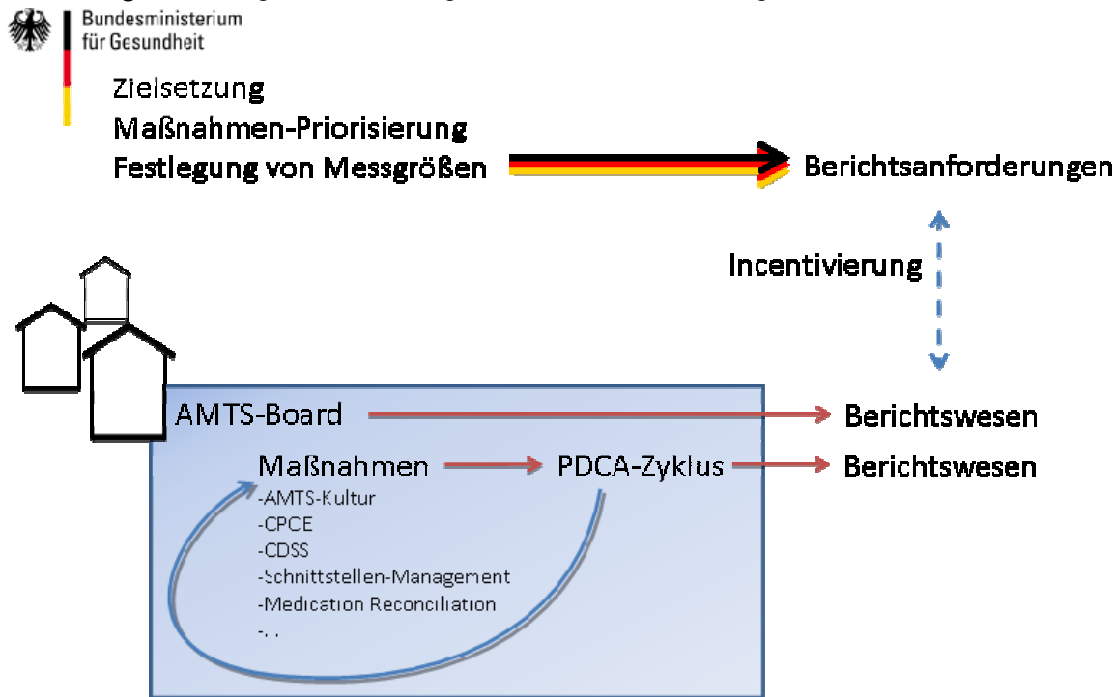 Bundesministerium
für Gesundheit
Zielsetzung
Maßnahmen-Priorisierung
Festlegung von Messgrößen
Berichtsanforderungen
Incentivierung
AMTS-Board
Berichtswesen
Maßnahmen
PDCA-Zyklus
Berichtswesen
-AMTS-Kultur
-CPCE
-CDSS
-Schnittstellen-Management
-Medication Reconciliation
-...